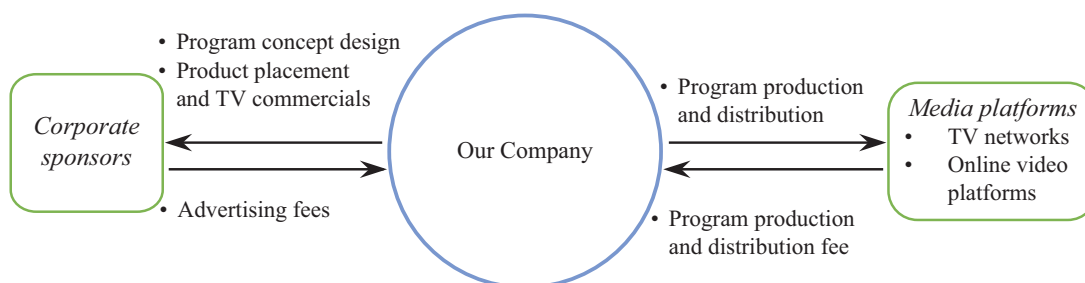 • Program concept design
• Product placement
and TV commercials
Corporate
sponsors
• Advertising fees
Our Company
• Program production
and distribution
• Program production
and distribution fee
Media platforms
• TV networks
• Online video
platforms